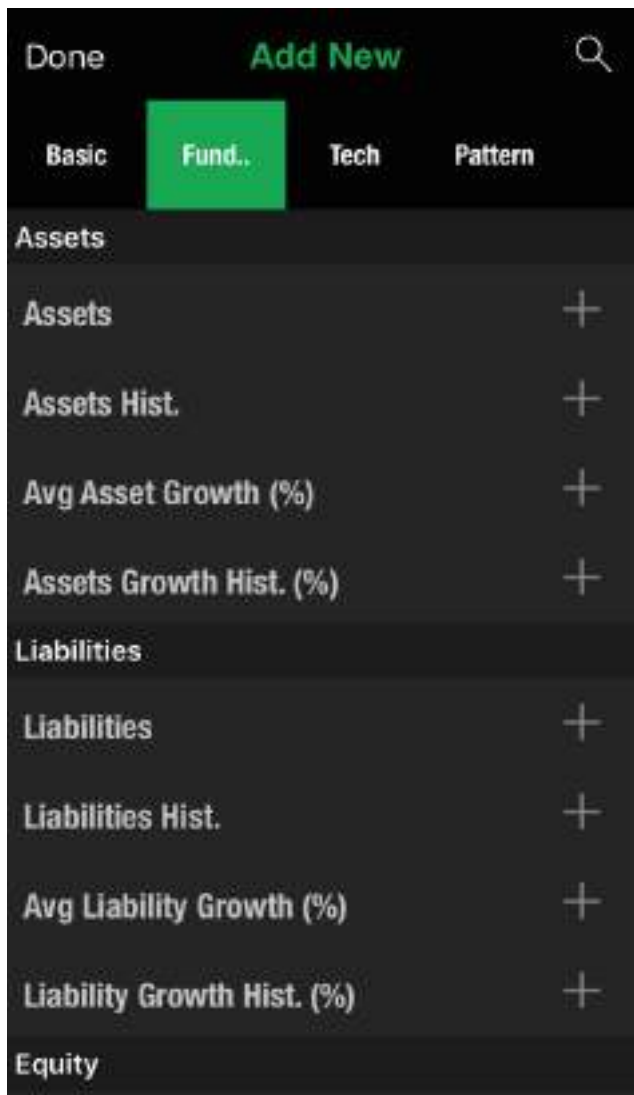 Done Add New
Basic Fund.. Tech Pattern
Assets
Assets
Assets Hist.
Avg Asset Growth (%)
Assets Growth Hist. (%)
Liabilities
Liabilities
Liabilities Hist.
Avg Liability Growth (%)
Liability Growth Hist. (%)
Equity